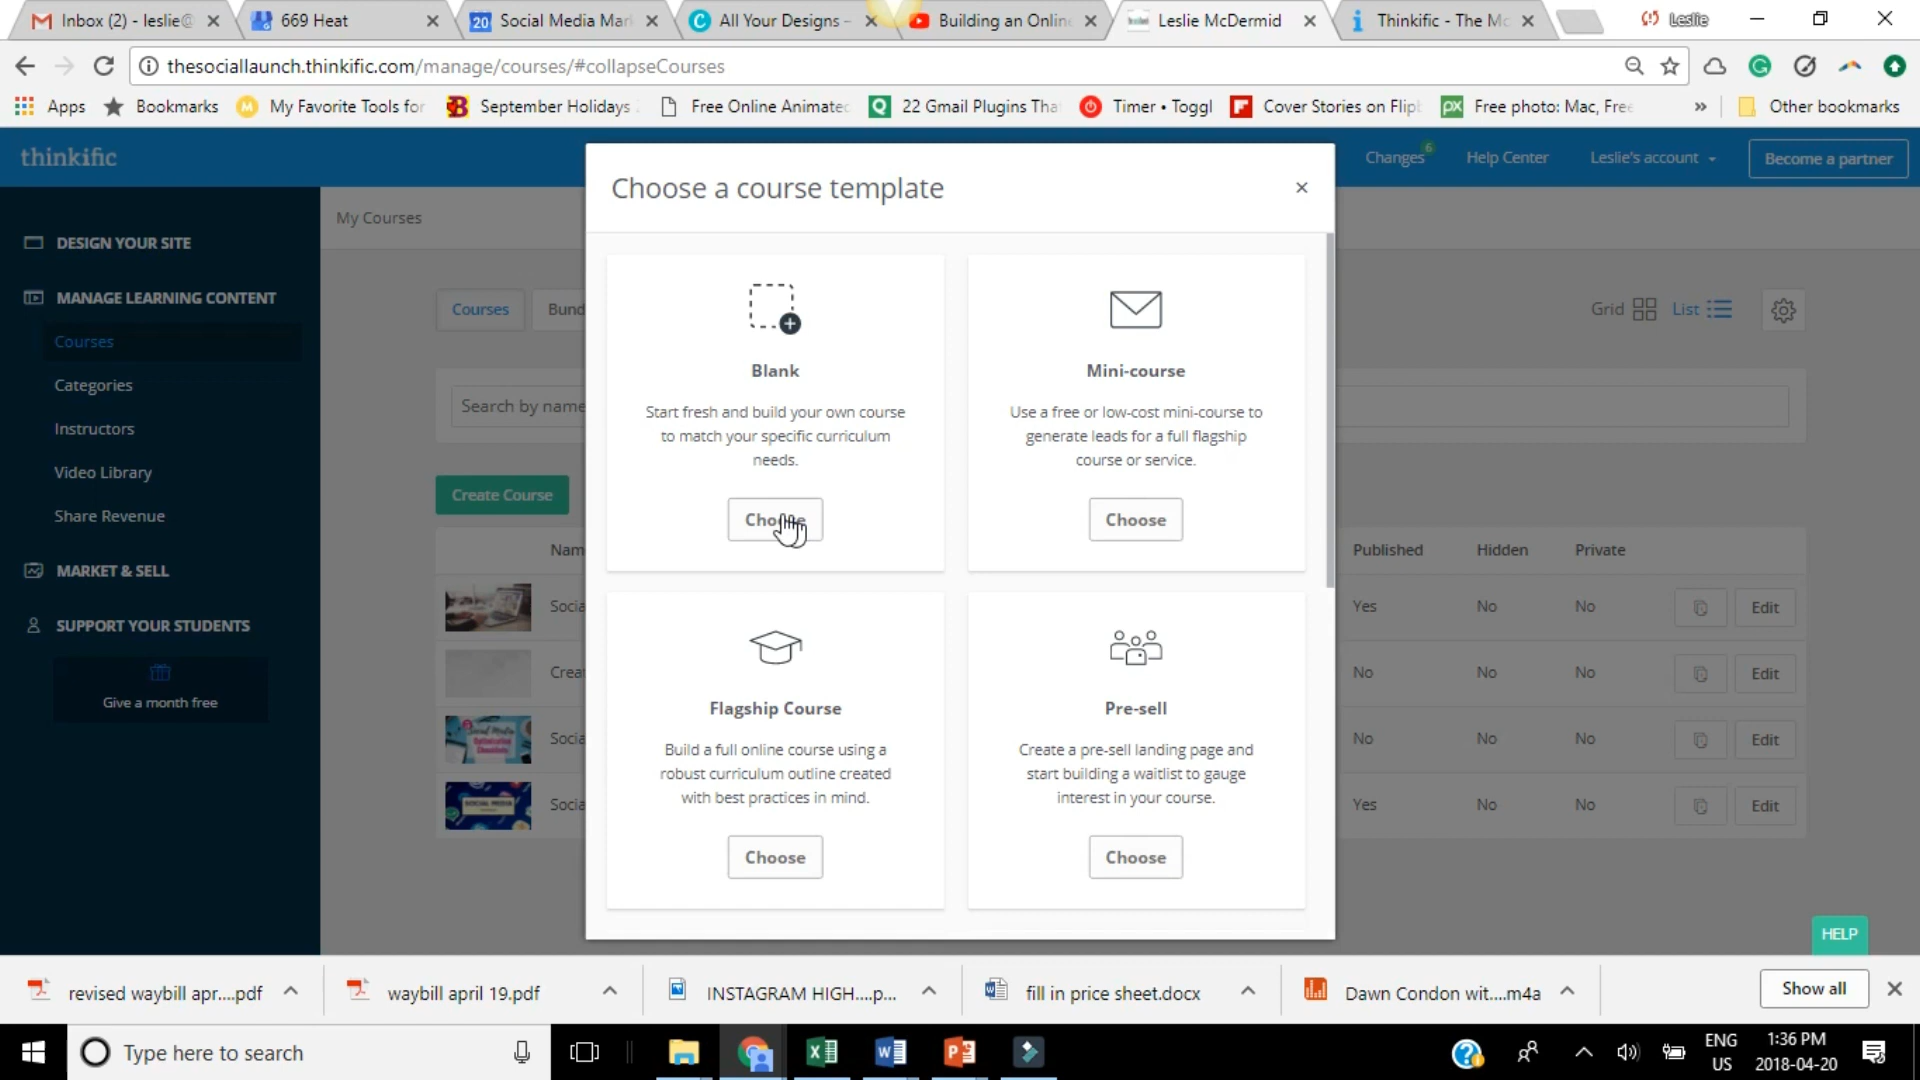 Inbox (2) - leslie@
669 Heat
Social Media Mar
All Your Designs –
Building an Onlin
Leslie McDermid
Thinkific - The Mo
Leslie
thesociallaunch.thinkific.com/manage/courses/#collapseCourses
Apps
Bookmarks
My Favorite Tools for
September Holidays
Free Online Animated
22 Gmail Plugins Tha
Timer • Toggl
Cover Stories on Flip
Free photo: Mac, Free
»
Other bookmarks
thinkific
Changes 6
Help Center
Leslie's account
Become a partner
DESIGN YOUR SITE
MANAGE LEARNING CONTENT
Courses
Categories
Instructors
Video Library
Share Revenue
MARKET & SELL
SUPPORT YOUR STUDENTS
Give a month free
My Courses
Courses
Bund
Grid
List
Search by name
Create Course
Nam
Published
Hidden
Private
Socia
Yes
No
No
Edit
Crea
No
No
No
Edit
Socia
No
No
No
Edit
Socia
Yes
No
No
Edit
Choose a course template
×
Blank
Start fresh and build your own course
to match your specific curriculum
needs.
Choose
Mini-course
Use a free or low-cost mini-course to
generate leads for a full flagship
course or service.
Choose
Flagship Course
Build a full online course using a
robust curriculum outline created
with best practices in mind.
Choose
Pre-sell
Create a pre-sell landing page and
start building a waitlist to gauge
interest in your course.
Choose
HELP
revised waybill apr....pdf
waybill april 19.pdf
INSTAGRAM HIGH....p...
fill in price sheet.docx
Dawn Condon wit....m4a
Show all
Type here to search
ENG
US
1:36 PM
2018-04-20